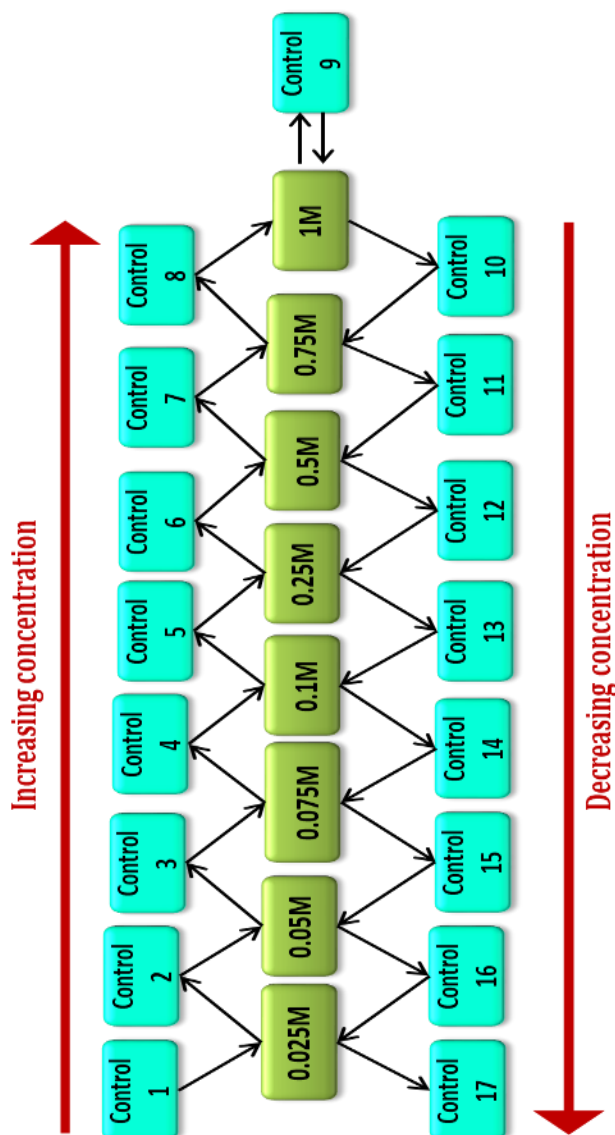 Increasing concentration
Control
1
Control
2
Control
3
Control
4
Control
5
Control
6
Control
7
Control
8
0.025M
0.05M
0.075M
0.1M
0.25M
0.5M
0.75M
1M
Control
9
Control
10
Control
11
Control
12
Control
13
Control
14
Control
15
Control
16
Control
17
Decreasing concentration